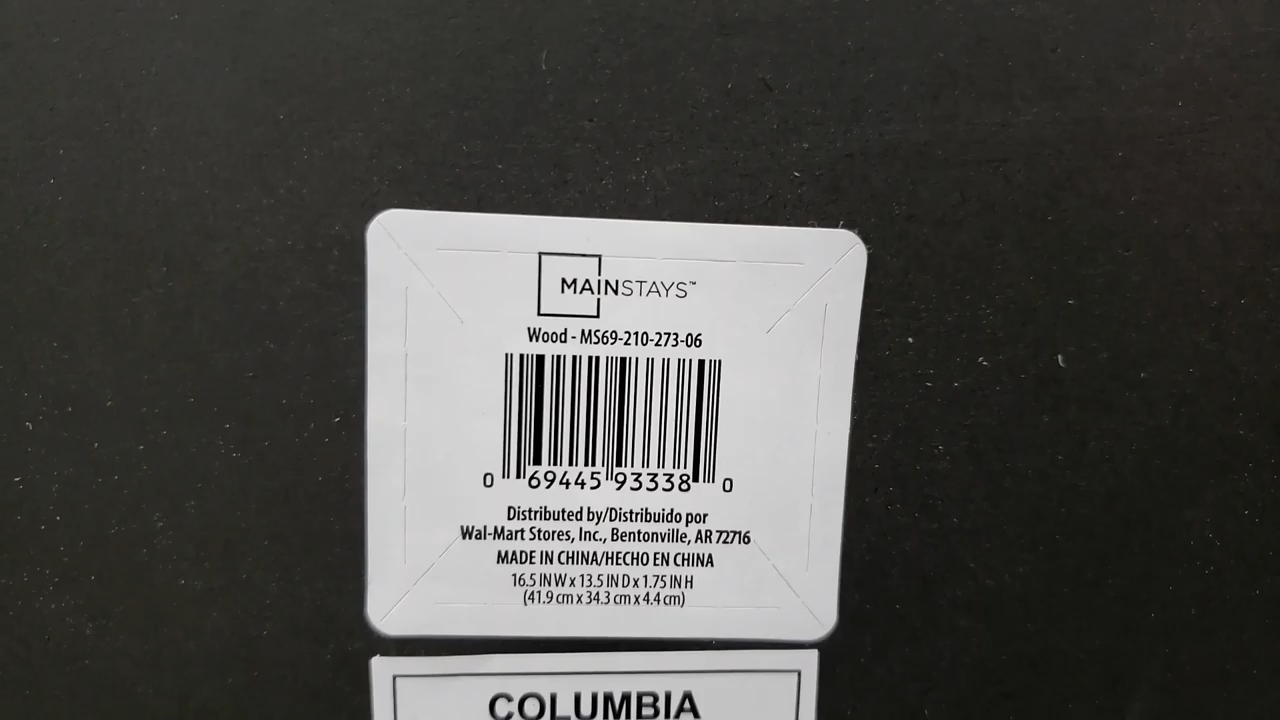 MAINSTAYS™
Wood - MS69-210-273-06
0 69445 93338 0
Distributed by/Distribuido por
Wal-Mart Stores, Inc., Bentonville, AR 72716
MADE IN CHINA/HECHO EN CHINA
16.5 IN W x 13.5 IN D x 1.75 IN H
(41.9 cm x 34.3 cm x 4.4 cm)
COLUMBIA